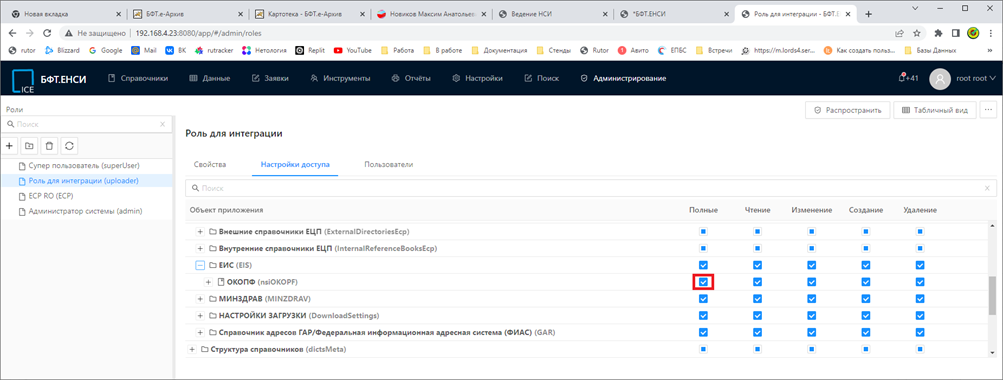 Новая вкладка
БФТ.е-Архив
Картотека - БФТ.е-Архив
Новиков Максим Анатолье
Ведение НСИ
*БФТ.ЕНСИ
Роль для интеграции - БФТ.Е
Не защищено | 192.168.4.23:8080/app/#/admin/roles
rutor Blizzard Google ВК rutracker Нетология Replit YouTube Работа В работе Документация Стенды Rutor Авито ЕПБС Встречи https://m.lords4.ser... Как создать польз... Базы Данных »
ICE БФТ.ЕНСИ Справочники Данные Заявки Инструменты Отчёты Настройки Поиск Администрирование +41 root root
Роли
Поиск
Супер пользователь (superUser)
Роль для интеграции (uploader)
ECP RO (ECP)
Администратор системы (admin)
Распространить Табличный вид ...
Роль для интеграции
Свойства Настройки доступа Пользователи
Поиск
Объект приложения Полные Чтение Изменение Создание Удаление
Внешние справочники ЕЦП (ExternalDirectoriesEcp)
Внутренние справочники ЕЦП (InternalReferenceBooksEcp)
ЕИС (EIS)
ОКОПФ (nsiOKOPF)
МИНЗДРАВ (MINZDRAV)
НАСТРОЙКИ ЗАГРУЗКИ (DownloadSettings)
Справочник адресов ГАР/Федеральная информационная адресная система (ФИАС) (GAR)
Структура справочников (dictsMeta)